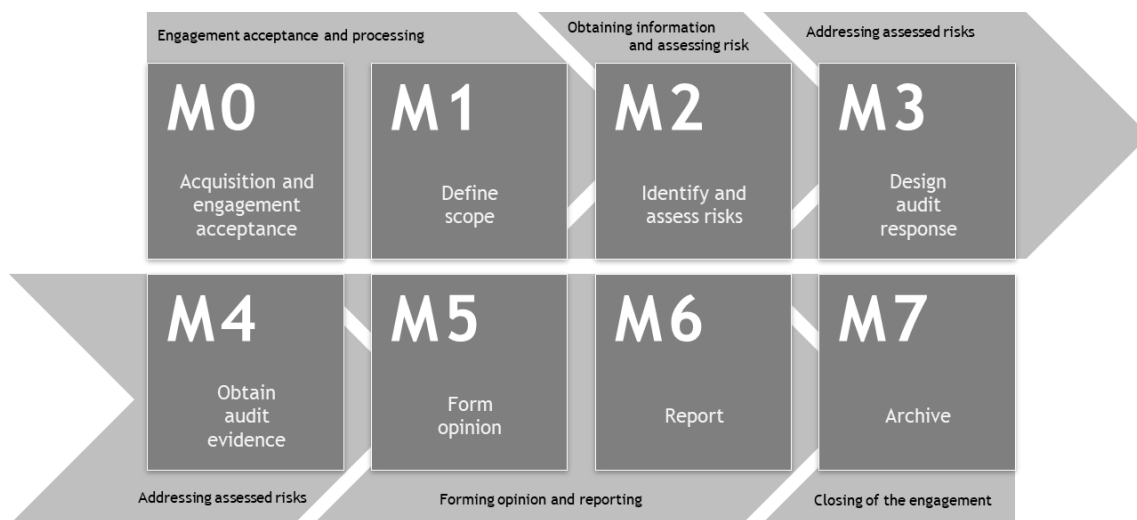 Engagement acceptance and processing
Obtaining information
and assessing risk
Addressing assessed risks
M0
Acquisition and
engagement
acceptance
M1
Define
scope
M2
Identify and
assess risks
M3
Design
audit
response
M4
Obtain
audit
evidence
M5
Form
opinion
M6
Report
M7
Archive
Addressing assessed risks
Forming opinion and reporting
Closing of the engagement